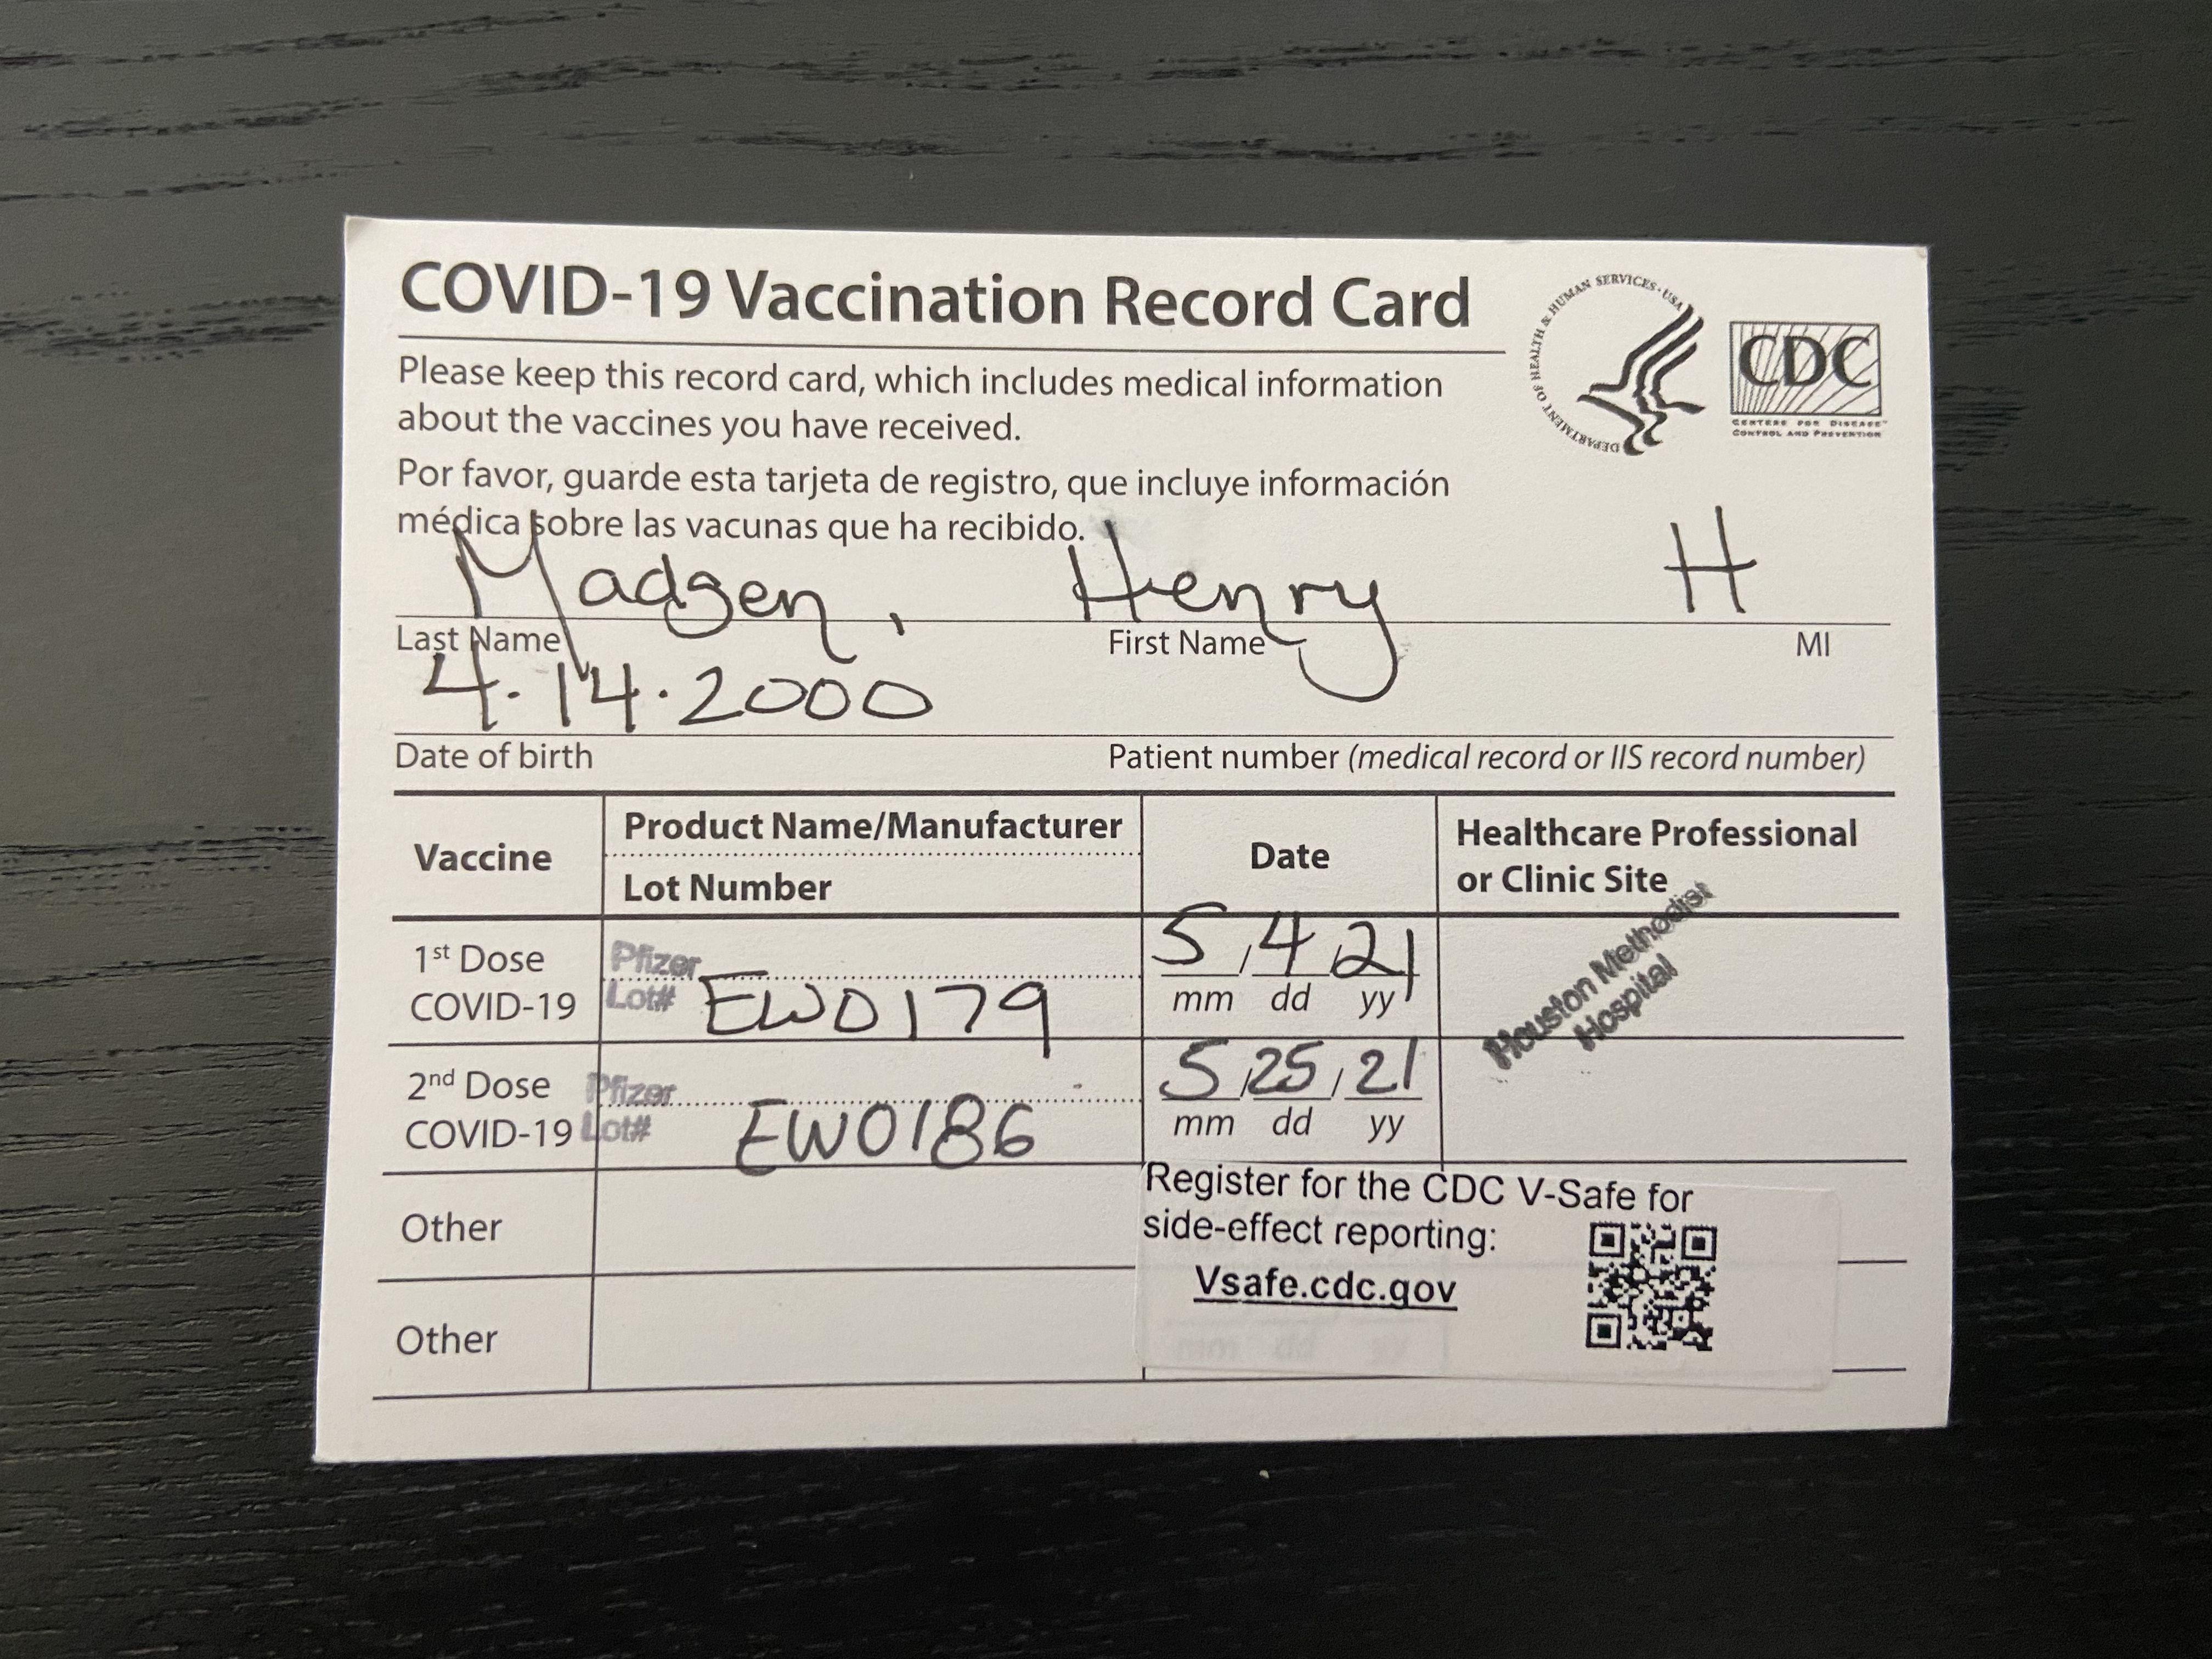 COVID-19 Vaccination Record Card
DEPARTMENT OF HEALTH & HUMAN SERVICES · USA
CDC
CENTERS FOR DISEASE™
CONTROL AND PREVENTION
Please keep this record card, which includes medical information
about the vaccines you have received.
Por favor, guarde esta tarjeta de registro, que incluye información
médica sobre las vacunas que ha recibido.
Madsen, Henry H
Last Name First Name MI
4.14.2000
Date of birth Patient number (medical record or IIS record number)
Vaccine Product Name/Manufacturer Date Healthcare Professional
Lot Number or Clinic Site
1st Dose Pfizer 5/4/21
COVID-19 Lot# EW0179 mm dd yy
Houston Methodist
Hospital
2nd Dose Pfizer 5/25/21
COVID-19 Lot# EW0186 mm dd yy
Register for the CDC V-Safe for
Other side-effect reporting:
Vsafe.cdc.gov
Other mm dd yy